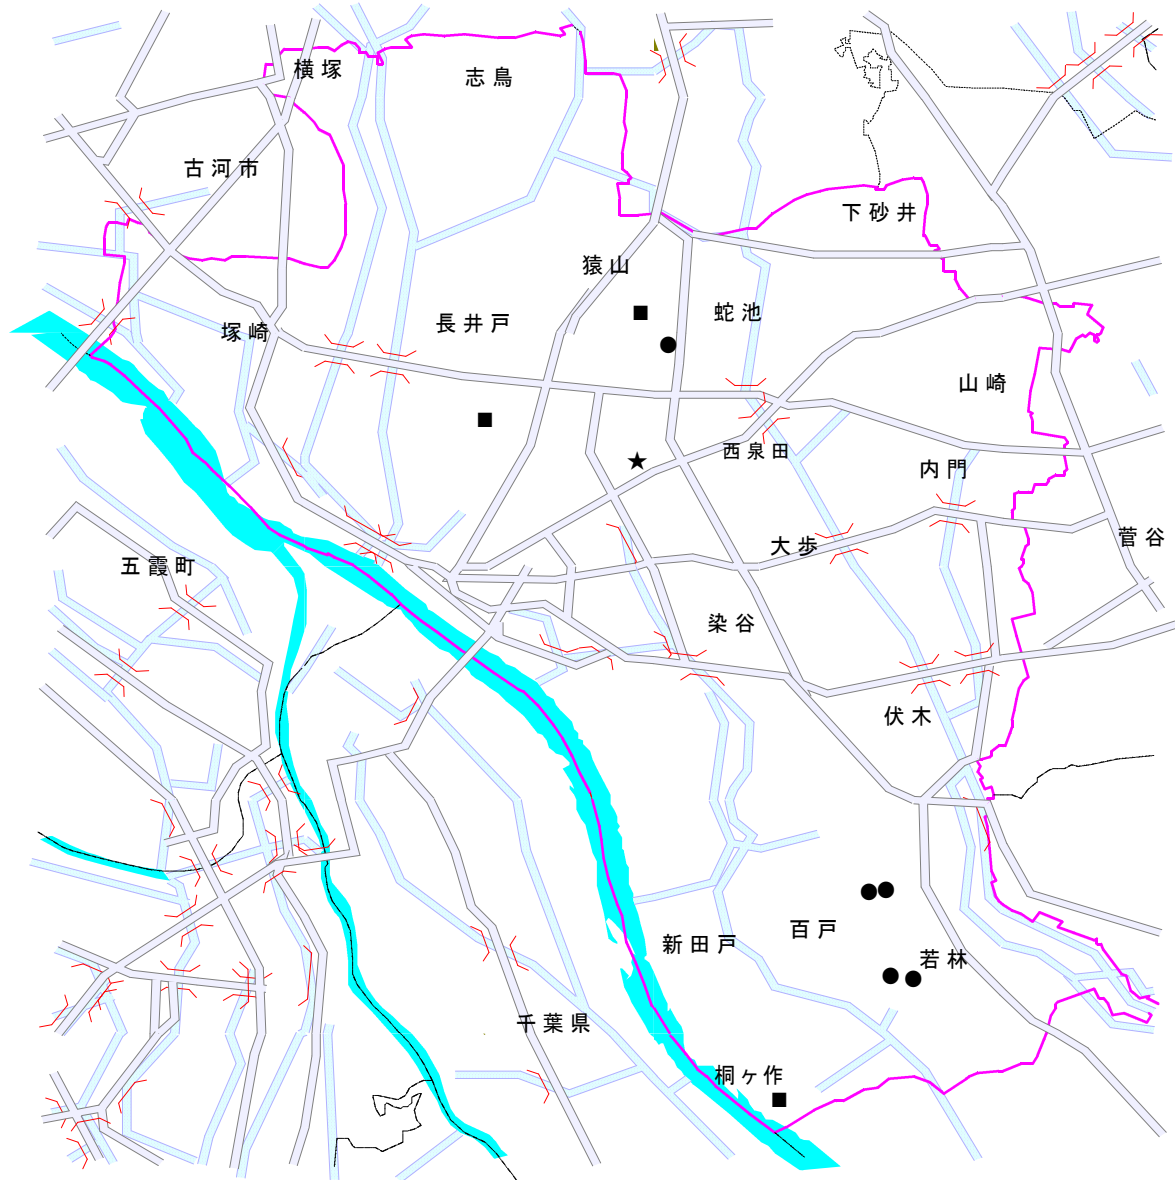 横塚
志鳥
古河市
下砂井
猿山
蛇池
長井戸
塚崎
山崎
西泉田
内門
菅谷
大歩
五霞町
染谷
伏木
百戸
新田戸
若林
千葉県
桐ヶ作